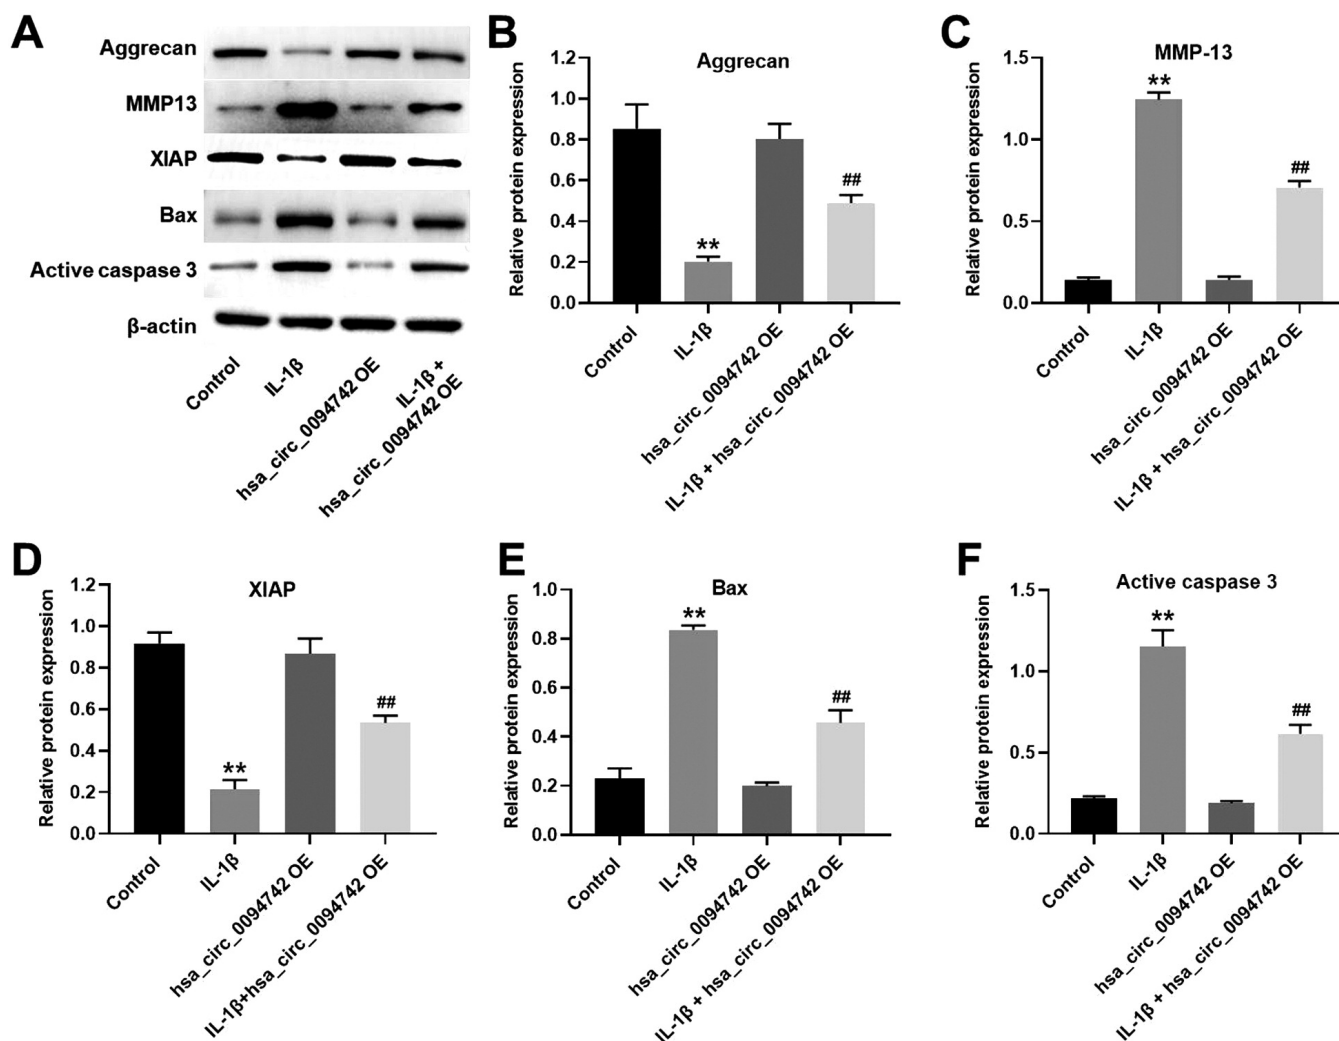 A
Aggrecan
MMP13
XIAP
Bax
Active caspase 3
β-actin
Control
IL-1β
hsa_circ_0094742 OE
IL-1β +
hsa_circ_0094742 OE
B
Aggrecan
Relative protein expression
1.2
1.0
0.8
0.6
0.4
0.2
0.0
**
##
Control
IL-1β
hsa_circ_0094742 OE
IL-1β + hsa_circ_0094742 OE
C
MMP-13
Relative protein expression
1.5
1.0
0.5
0.0
**
##
Control
IL-1β
hsa_circ_0094742 OE
IL-1β + hsa_circ_0094742 OE
D
XIAP
Relative protein expression
1.2
1.0
0.8
0.6
0.4
0.2
0.0
**
##
Control
IL-1β
hsa_circ_0094742 OE
IL-1β+hsa_circ_0094742 OE
E
Bax
Relative protein expression
1.0
0.8
0.6
0.4
0.2
0.0
**
##
Control
IL-1β
hsa_circ_0094742 OE
IL-1β + hsa_circ_0094742 OE
F
Active caspase 3
Relative protein expression
1.5
1.0
0.5
0.0
**
##
Control
IL-1β
hsa_circ_0094742 OE
IL-1β + hsa_circ_0094742 OE